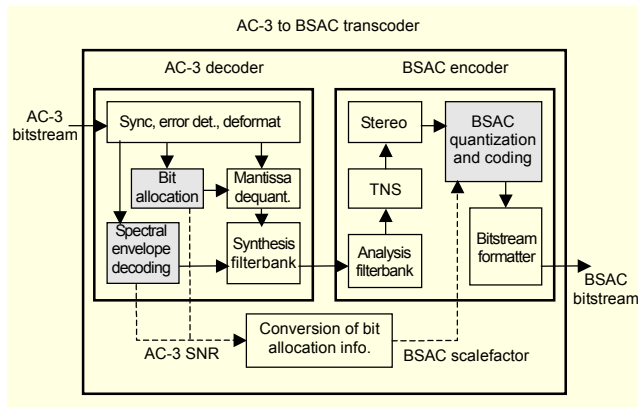 AC-3 to BSAC transcoder
AC-3 decoder
BSAC encoder
AC-3
bitstream
Sync, error det., deformat
Bit
allocation
Mantissa
dequant.
Spectral
envelope
decoding
Synthesis
filterbank
Stereo
BSAC
quantization
and coding
TNS
Analysis
filterbank
Bitstream
formatter
BSAC
bitstream
Conversion of bit
allocation info.
AC-3 SNR
BSAC scalefactor